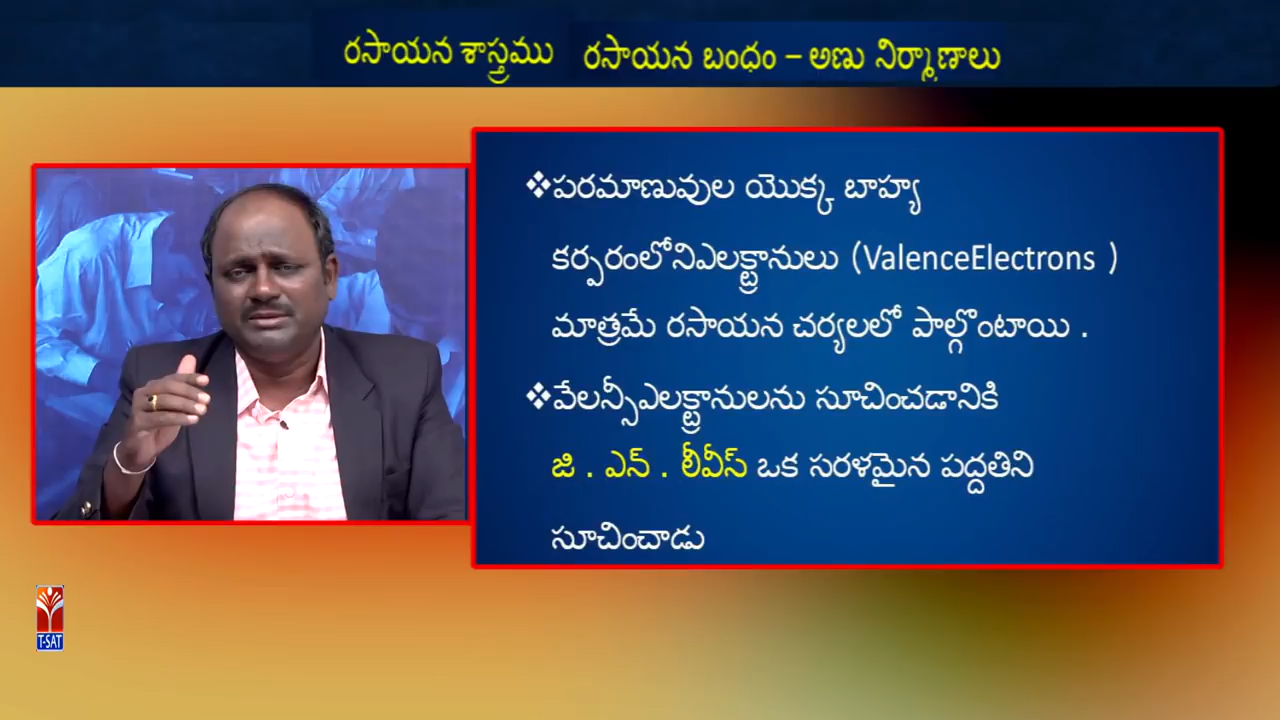 రసాయన శాస్త్రము రసాయన బంధం – అణు నిర్మాణాలు
❖పరమాణువుల యొక్క బాహ్య
కర్పరంలోనిఎలక్ట్రానులు (ValenceElectrons )
మాత్రమే రసాయన చర్యలలో పాల్గొంటాయి .
❖వేలన్సీఎలక్ట్రానులను సూచించడానికి
జి . ఎన్ . లీవీస్ ఒక సరళమైన పద్దతిని
సూచించాడు
T-SAT